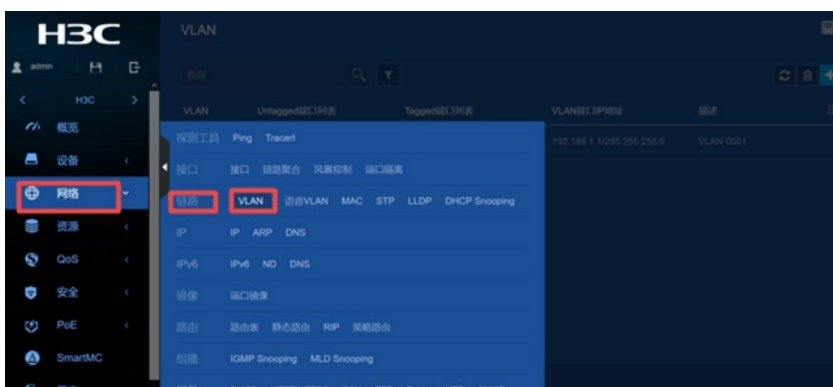 H3C
admin
H3C
概览
设备
网络
资源
QoS
安全
PoE
SmartMC
VLAN
查询
VLAN Untagged端口列表 Tagged端口列表 VLAN接口IP地址 描述
192.168.1.1/255.255.255.0 VLAN 0001
探测工具 Ping Tracert
接口 接口 链路聚合 风暴抑制 端口隔离
链路 VLAN 语音VLAN MAC STP LLDP DHCP Snooping
IP IP ARP DNS
IPv6 IPv6 ND DNS
镜像 端口镜像
路由 路由表 静态路由 RIP 策略路由
组播 IGMP Snooping MLD Snooping